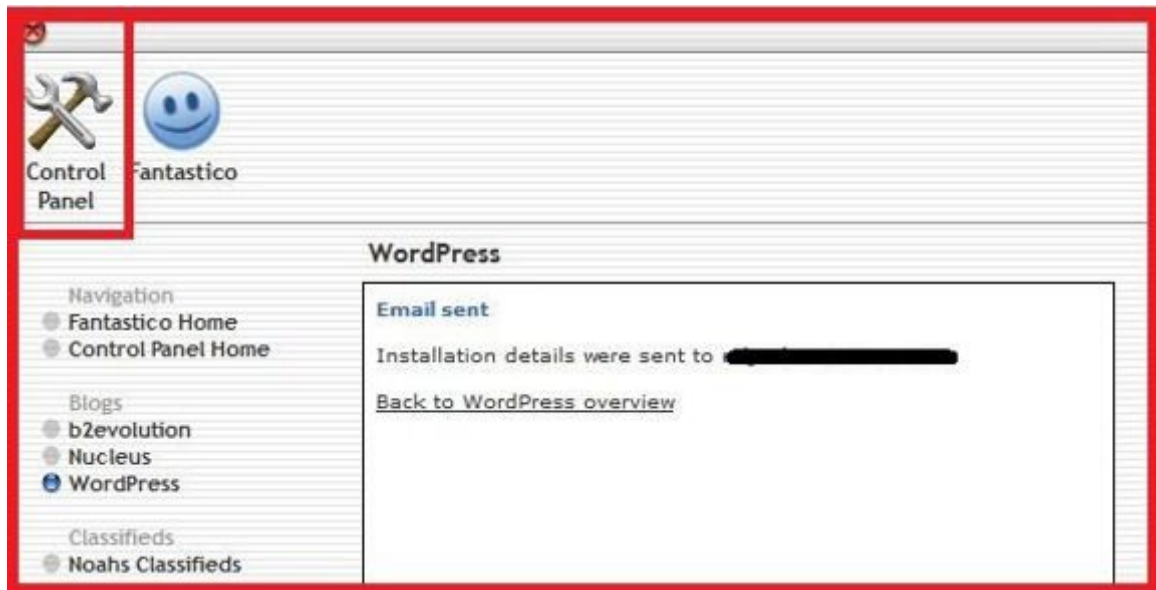 Control Panel
Fantastico
WordPress
Navigation
Fantastico Home
Control Panel Home
Blogs
b2evolution
Nucleus
WordPress
Classifieds
Noahs Classifieds
Email sent
Installation details were sent to
Back to WordPress overview